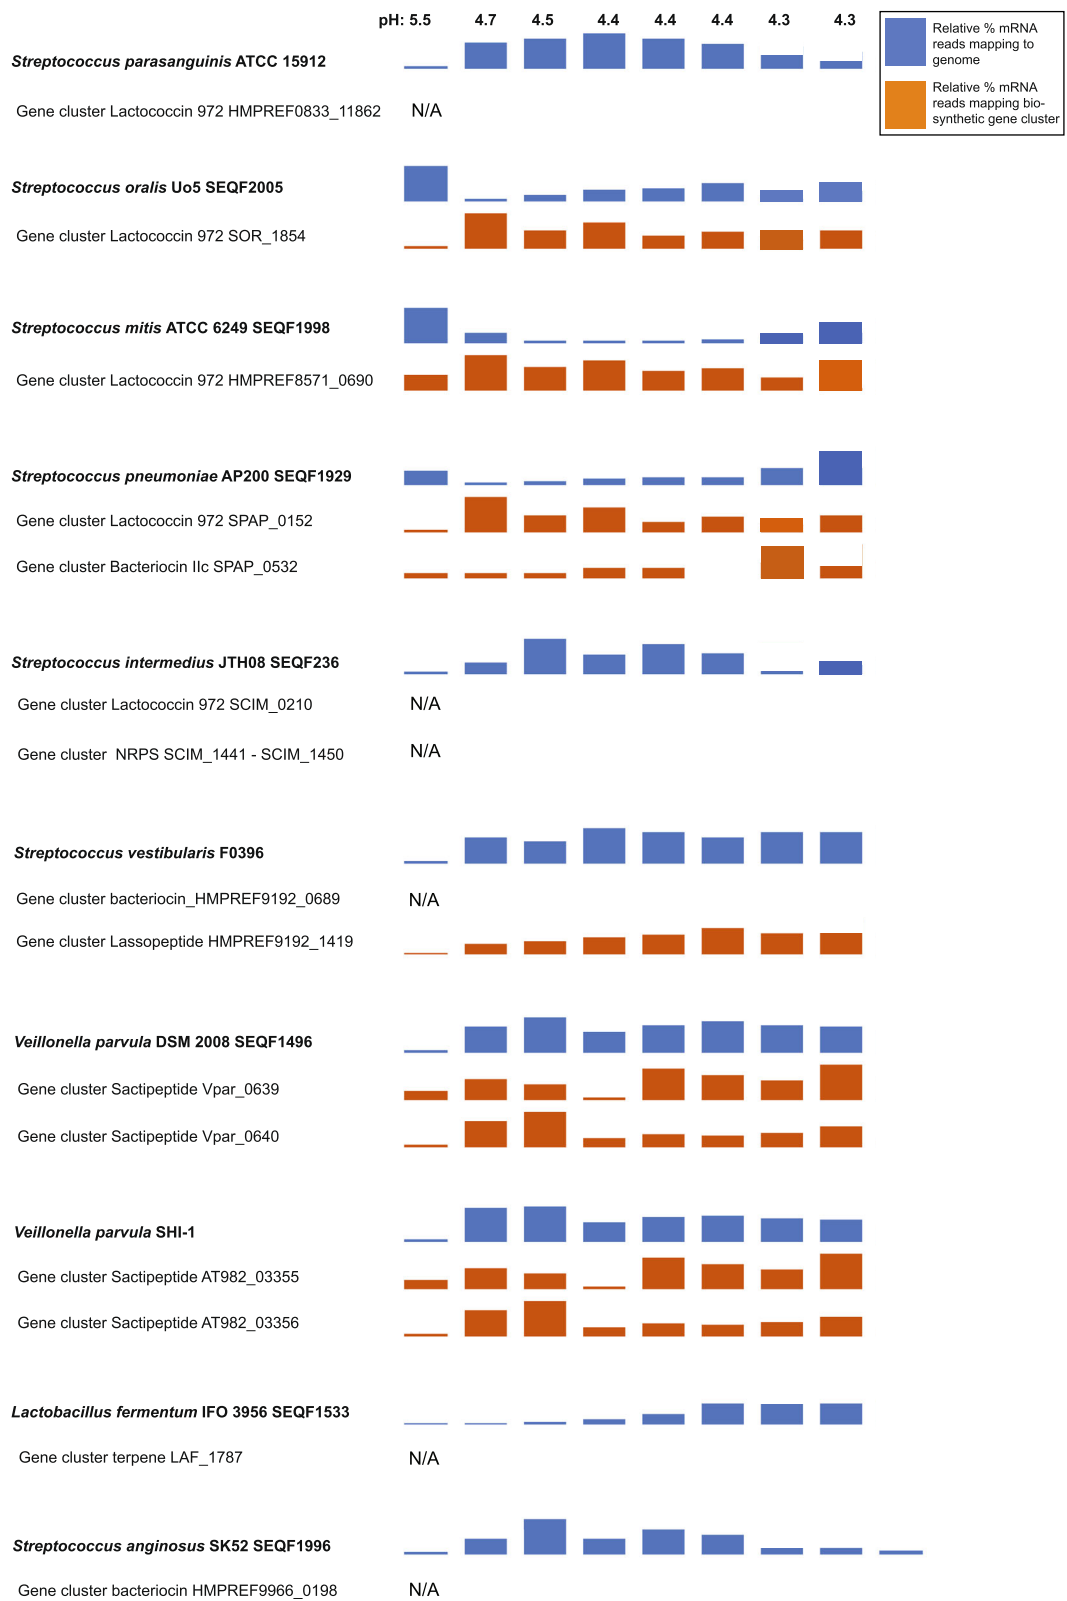 pH: 5.5 4.7 4.5 4.4 4.4 4.4 4.3 4.3
Relative % mRNA
reads mapping to
genome
Relative % mRNA
reads mapping bio-
synthetic gene cluster
Streptococcus parasanguinis ATCC 15912
Gene cluster Lactococcin 972 HMPREF0833_11862 N/A
Streptococcus oralis Uo5 SEQF2005
Gene cluster Lactococcin 972 SOR_1854
Streptococcus mitis ATCC 6249 SEQF1998
Gene cluster Lactococcin 972 HMPREF8571_0690
Streptococcus pneumoniae AP200 SEQF1929
Gene cluster Lactococcin 972 SPAP_0152
Gene cluster Bacteriocin IIc SPAP_0532
Streptococcus intermedius JTH08 SEQF236
Gene cluster Lactococcin 972 SCIM_0210 N/A
Gene cluster NRPS SCIM_1441 - SCIM_1450 N/A
Streptococcus vestibularis F0396
Gene cluster bacteriocin_HMPREF9192_0689 N/A
Gene cluster Lassopeptide HMPREF9192_1419
Veillonella parvula DSM 2008 SEQF1496
Gene cluster Sactipeptide Vpar_0639
Gene cluster Sactipeptide Vpar_0640
Veillonella parvula SHI-1
Gene cluster Sactipeptide AT982_03355
Gene cluster Sactipeptide AT982_03356
Lactobacillus fermentum IFO 3956 SEQF1533
Gene cluster terpene LAF_1787 N/A
Streptococcus anginosus SK52 SEQF1996
Gene cluster bacteriocin HMPREF9966_0198 N/A